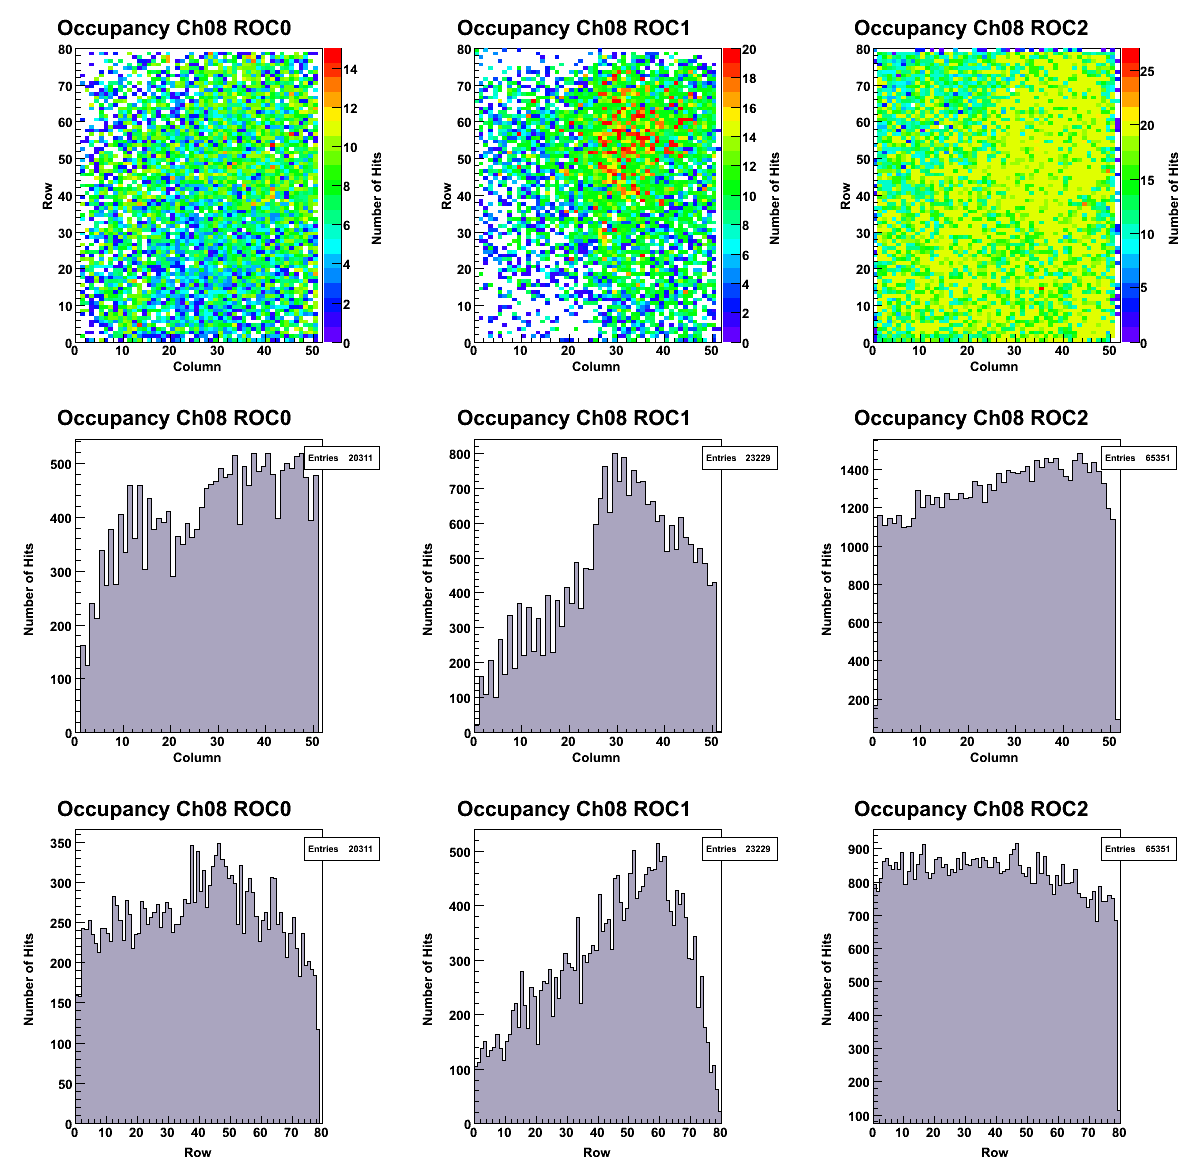 Occupancy Ch08 ROC0
80
70
60
50
40
30
20
10
0
0 10 20 30 40 50
Row
Column
14
12
10
8
6
4
2
0
Number of Hits
Occupancy Ch08 ROC1
80
70
60
50
40
30
20
10
0
0 10 20 30 40 50
Row
Column
20
18
16
14
12
10
8
6
4
2
0
Number of Hits
Occupancy Ch08 ROC2
80
70
60
50
40
30
20
10
0
0 10 20 30 40 50
Row
Column
25
20
15
10
5
0
Number of Hits
Occupancy Ch08 ROC0
Entries 20311
500
400
300
200
100
0
0 10 20 30 40 50
Number of Hits
Column
Occupancy Ch08 ROC1
Entries 23229
800
700
600
500
400
300
200
100
0
0 10 20 30 40 50
Number of Hits
Column
Occupancy Ch08 ROC2
Entries 65351
1400
1200
1000
800
600
400
200
0 10 20 30 40 50
Number of Hits
Column
Occupancy Ch08 ROC0
Entries 20311
350
300
250
200
150
100
50
0
0 10 20 30 40 50 60 70 80
Number of Hits
Row
Occupancy Ch08 ROC1
Entries 23229
500
400
300
200
100
0
0 10 20 30 40 50 60 70 80
Number of Hits
Row
Occupancy Ch08 ROC2
Entries 65351
900
800
700
600
500
400
300
200
100
0 10 20 30 40 50 60 70 80
Number of Hits
Row